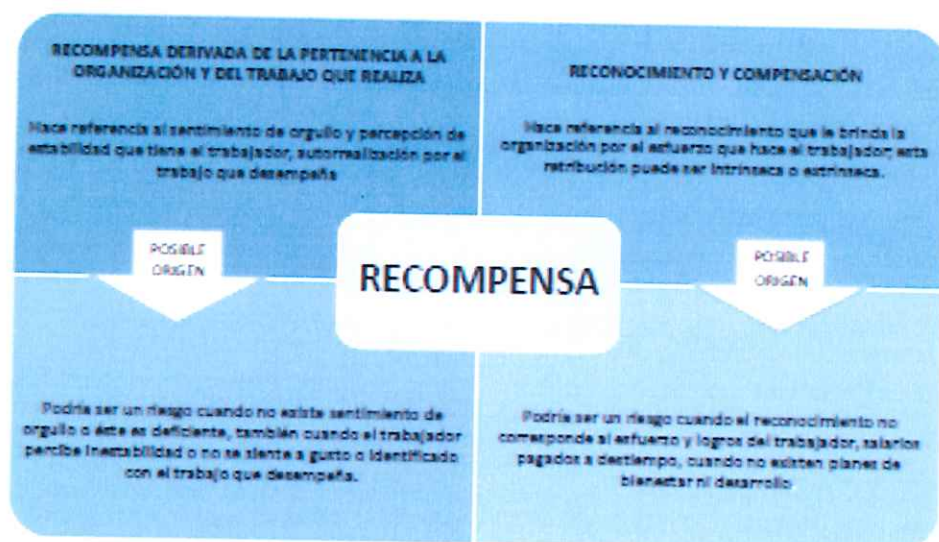 RECOMPENSA DERIVADA DE LA PERTENENCIA A LA
ORGANIZACIÓN Y DEL TRABAJO QUE REALIZA
Hace referencia al sentimiento de orgullo y percepción de
estabilidad que tiene el trabajador, autorrealización por el
trabajo que desempeña
RECONOCIMIENTO Y COMPENSACIÓN
Hace referencia al reconocimiento que le brinda la
organización por el esfuerzo que hace el trabajador; esta
retribución puede ser intrínseca o extrínseca.
POSIBLE
ORIGEN
RECOMPENSA
POSIBLE
ORIGEN
Podría ser un riesgo cuando no existe sentimiento de
orgullo o éste es deficiente, también cuando el trabajador
percibe inestabilidad o no se siente a gusto o identificado
con el trabajo que desempeña.
Podría ser un riesgo cuando el reconocimiento no
corresponde al esfuerzo y logros del trabajador, salarios
pagados a destiempo, cuando no existen planes de
bienestar ni desarrollo